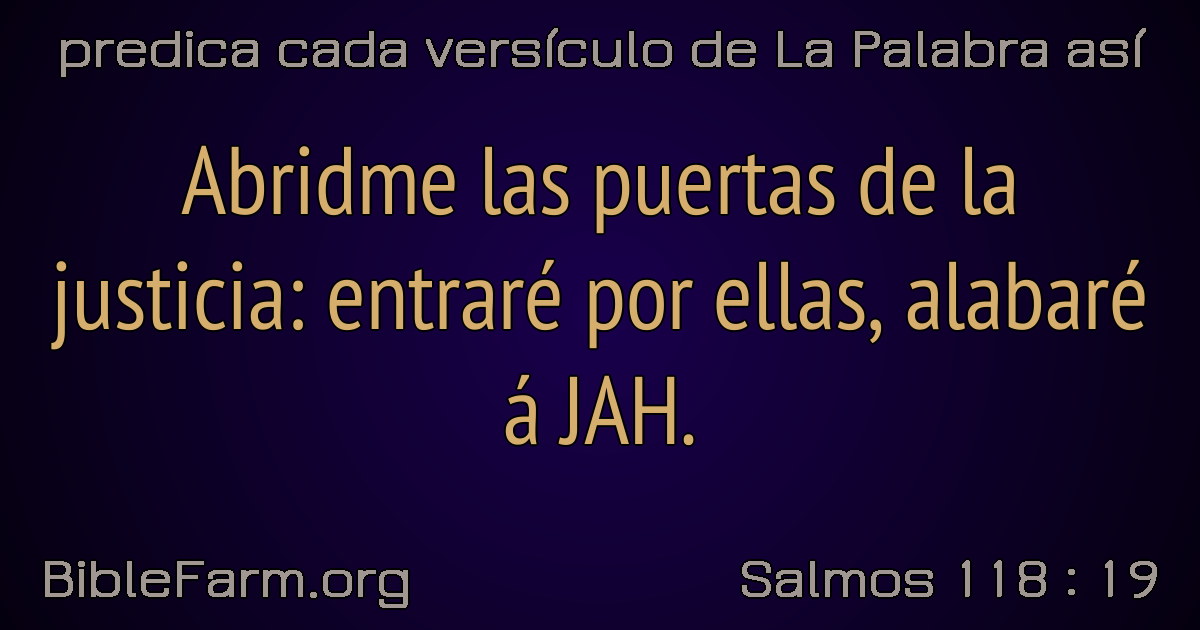 predica cada versículo de La Palabra así
Abridme las puertas de la
justicia: entraré por ellas, alabaré
á JAH.
BibleFarm.org
Salmos 118 : 19